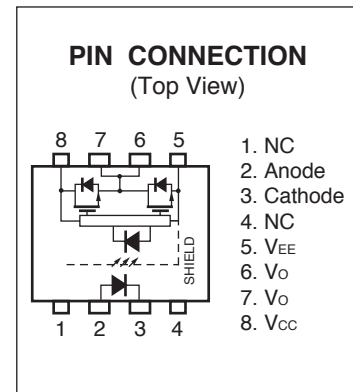 PIN CONNECTION
(Top View)
8 7 6 5
SHIELD
1 2 3 4
1. NC
2. Anode
3. Cathode
4. NC
5. VEE
6. VO
7. VO
8. VCC